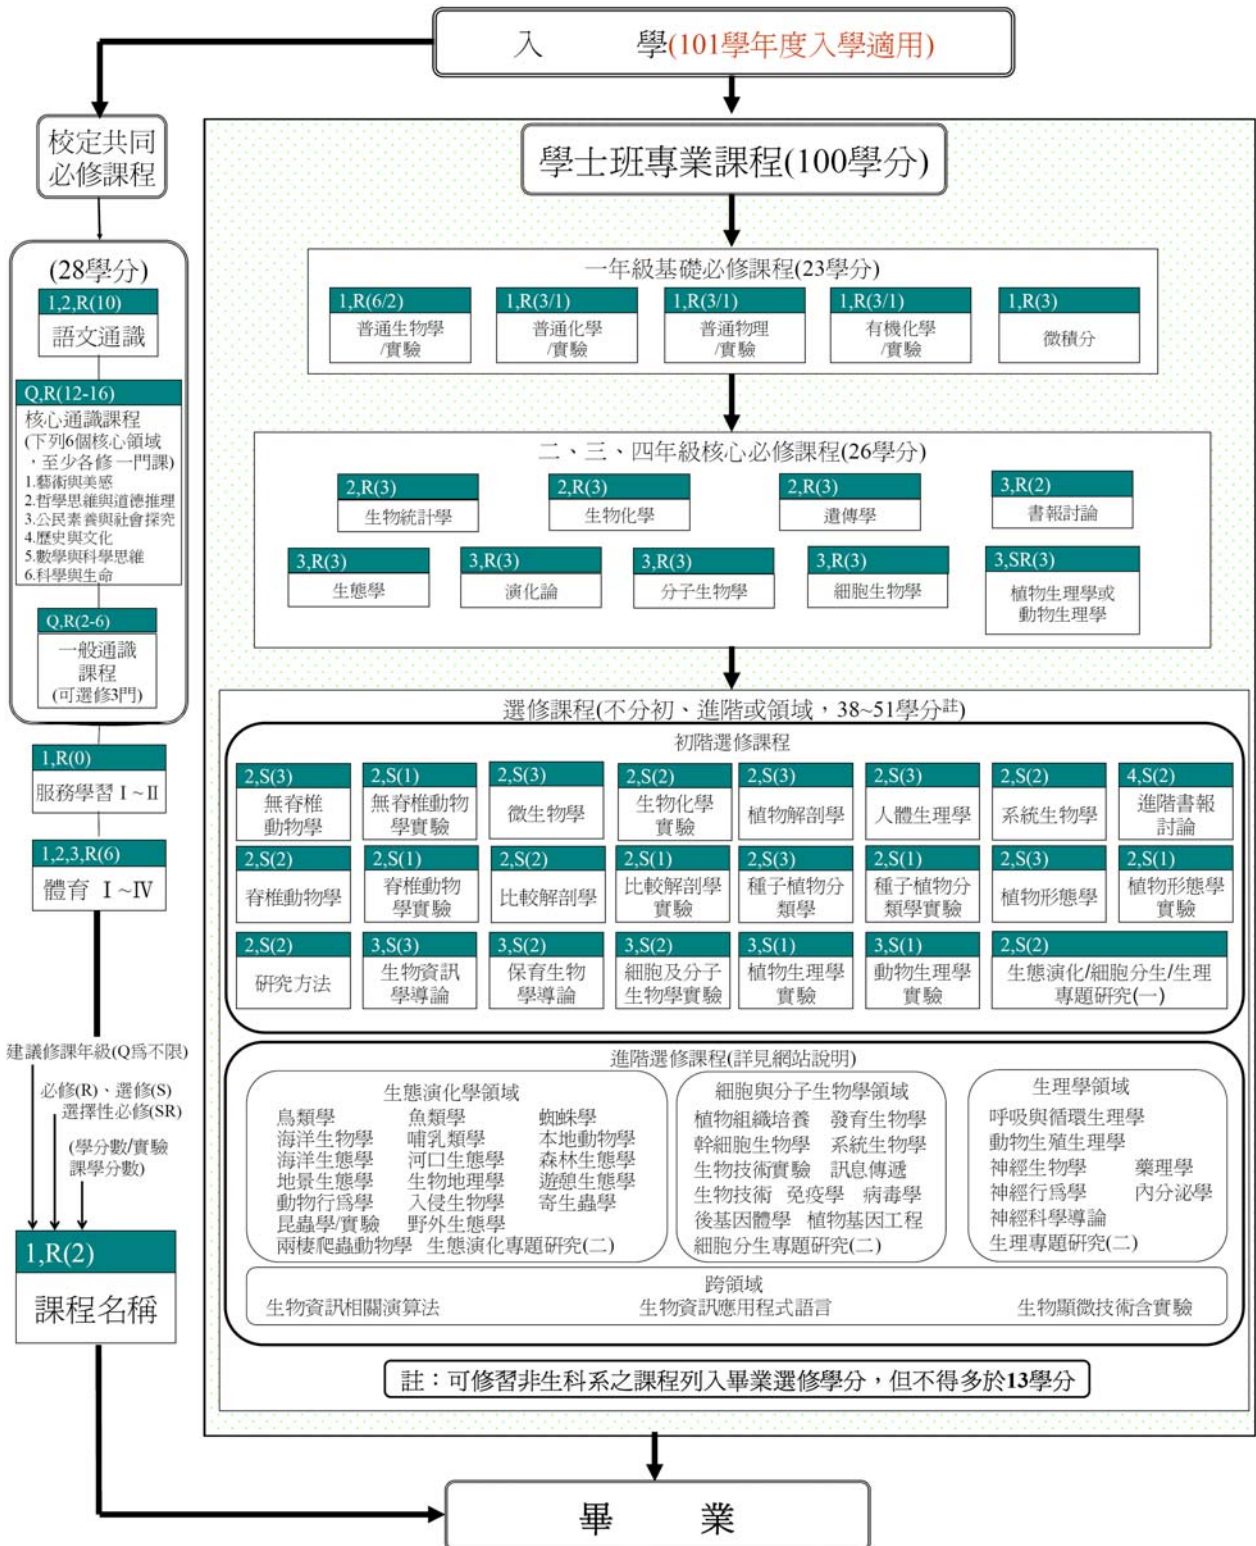 入 學(101學年度入學適用)
校定共同
必修課程
(28學分)
1,2,R(10)
語文通識
Q,R(12-16)
核心通識課程
(下列6個核心領域
，至少各修一門課)
1.藝術與美感
2.哲學思維與道德推理
3.公民素養與社會探究
4.歷史與文化
5.數學與科學思維
6.科學與生命
Q,R(2-6)
一般通識
課程
(可選修3門)
1,R(0)
服務學習 I ~ II
1,2,3,R(6)
體育 I ~ IV
建議修課年級(Q爲不限)
必修(R)、選修(S)
選擇性必修(SR)
(學分數/實驗
課學分數)
1,R(2)
課程名稱
學士班專業課程(100學分)
一年級基礎必修課程(23學分)
1,R(6/2)
普通生物學
/實驗
1,R(3/1)
普通化學
/實驗
1,R(3/1)
普通物理
/實驗
1,R(3/1)
有機化學
/實驗
1,R(3)
微積分
二、三、四年級核心必修課程(26學分)
2,R(3)
生物統計學
2,R(3)
生物化學
2,R(3)
遺傳學
3,R(2)
書報討論
3,R(3)
生態學
3,R(3)
演化論
3,R(3)
分子生物學
3,R(3)
細胞生物學
3,SR(3)
植物生理學或
動物生理學
選修課程(不分初、進階或領域，38~51學分註)
初階選修課程
2,S(3)
無脊椎
動物學
2,S(1)
無脊椎動物
學實驗
2,S(3)
微生物學
2,S(2)
生物化學
實驗
2,S(3)
植物解剖學
2,S(3)
人體生理學
2,S(2)
系統生物學
4,S(2)
進階書報
討論
2,S(2)
脊椎動物學
2,S(1)
脊椎動物
學實驗
2,S(2)
比較解剖學
2,S(1)
比較解剖學
實驗
2,S(3)
種子植物分
類學
2,S(1)
種子植物分
類學實驗
2,S(3)
植物形態學
2,S(1)
植物形態學
實驗
2,S(2)
研究方法
3,S(3)
生物資訊
學導論
3,S(2)
保育生物
學導論
3,S(2)
細胞及分子
生物學實驗
3,S(1)
植物生理學
實驗
3,S(1)
動物生理學
實驗
2,S(2)
生態演化/細胞分生/生理
專題研究(一)
進階選修課程(詳見網站說明)
生態演化學領域
鳥類學 魚類學 蜘蛛學
海洋生物學 哺乳類學 本地動物學
海洋生態學 河口生態學 森林生態學
地景生態學 生物地理學 遊憩生態學
動物行爲學 入侵生物學 寄生蟲學
昆蟲學/實驗 野外生態學
兩棲爬蟲動物學 生態演化專題研究(二)
細胞與分子生物學領域
植物組織培養 發育生物學
幹細胞生物學 系統生物學
生物技術實驗 訊息傳遞
生物技術 免疫學 病毒學
後基因體學 植物基因工程
細胞分生專題研究(二)
生理學領域
呼吸與循環生理學
動物生殖生理學
神經生物學 藥理學
神經行爲學 內分泌學
神經科學導論
生理專題研究(二)
跨領域
生物資訊相關演算法 生物資訊應用程式語言 生物顯微技術含實驗
註：可修習非生科系之課程列入畢業選修學分，但不得多於13學分
畢 業